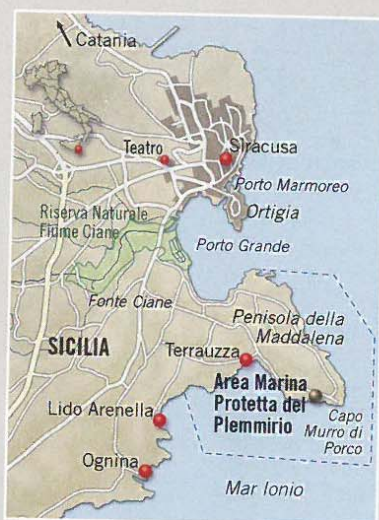 Catania
Teatro
Siracusa
Porto Marmoreo
Ortigia
Riserva Naturale
Fiume Ciane
Porto Grande
Fonte Ciane
Penisola della
Maddalena
SICILIA
Terrauzza
Area Marina
Protetta del
Plemmirio
Capo
Murro di
Porco
Lido Arenella
Ognina
Mar Ionio